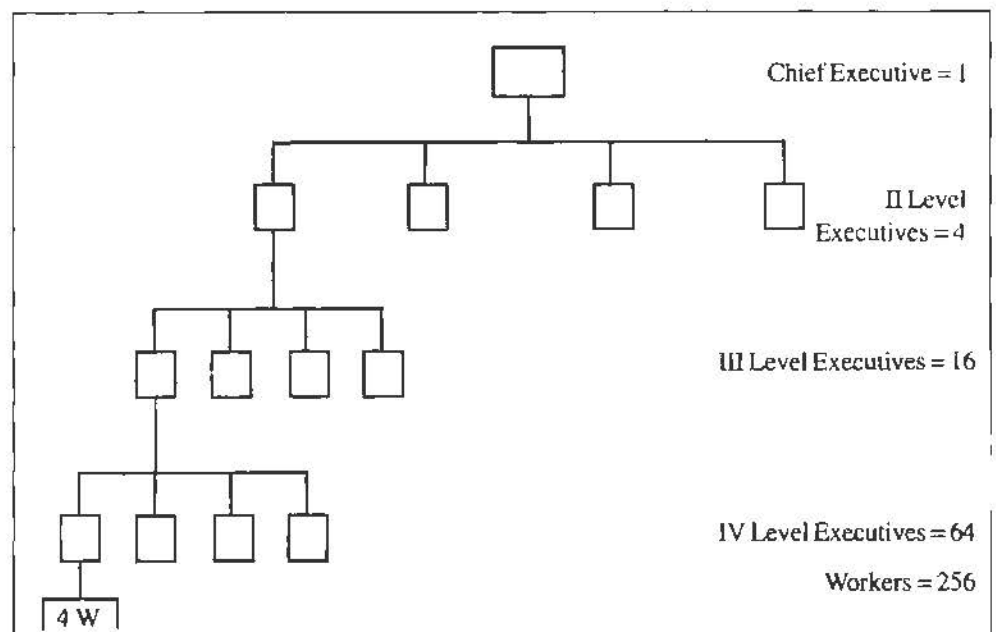 Chief Executive = 1
II Level
Executives = 4
III Level Executives = 16
IV Level Executives = 64
Workers = 256
4 W